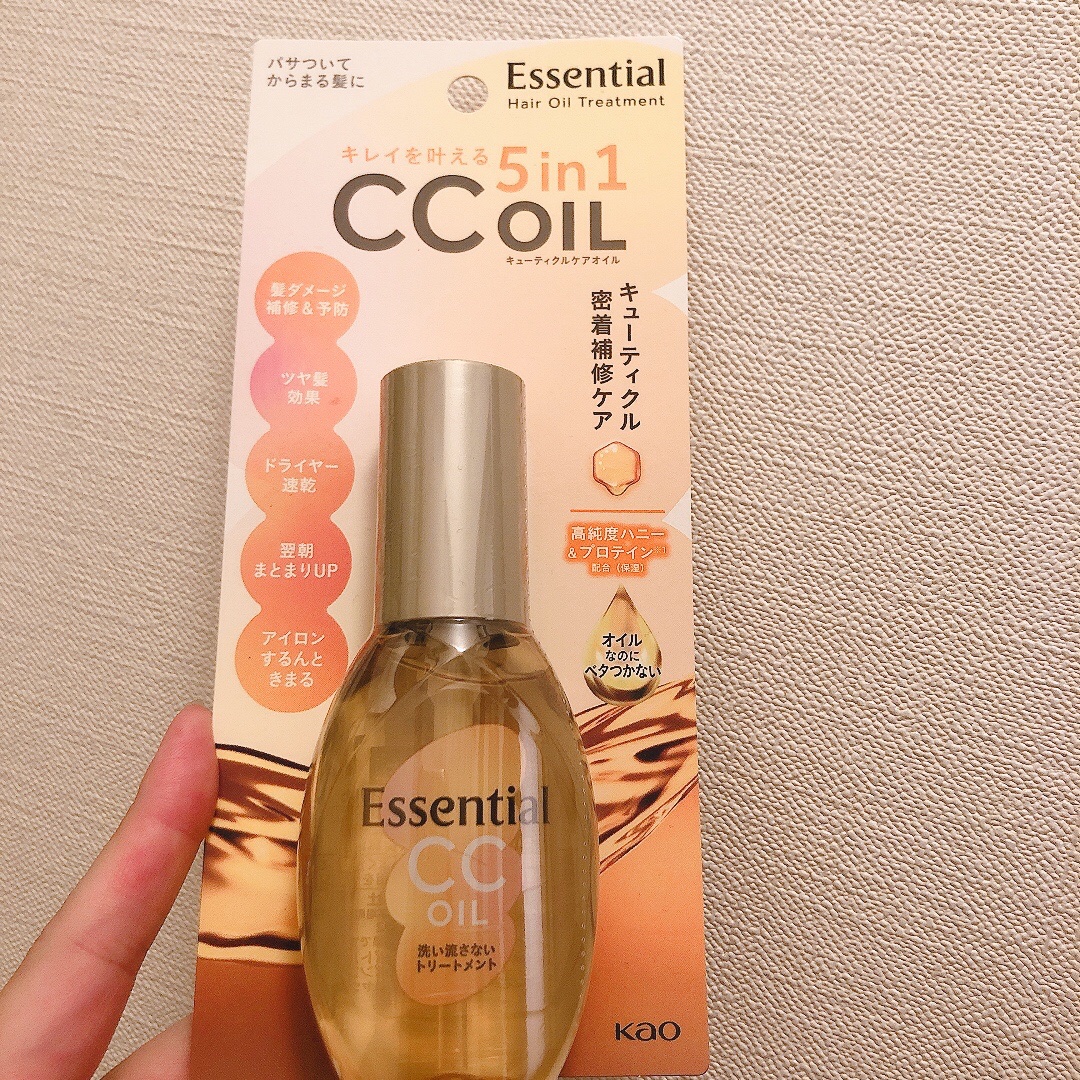 パサついて
からまる髪に
Essential
Hair Oil Treatment
キレイを叶える
5in1
CC OIL
キューティクルケアオイル
髪ダメージ
補修&予防
ツヤ髪
効果
ドライヤー
速乾
翌朝
まとまりUP
アイロン
するんと
きまる
キューティクル
密着補修ケア
高純度ハニー
&プロテイン
配合(保湿)
オイル
なのに
ベタつかない
Essential
CC
OIL
洗い流さない
トリートメント
Kao